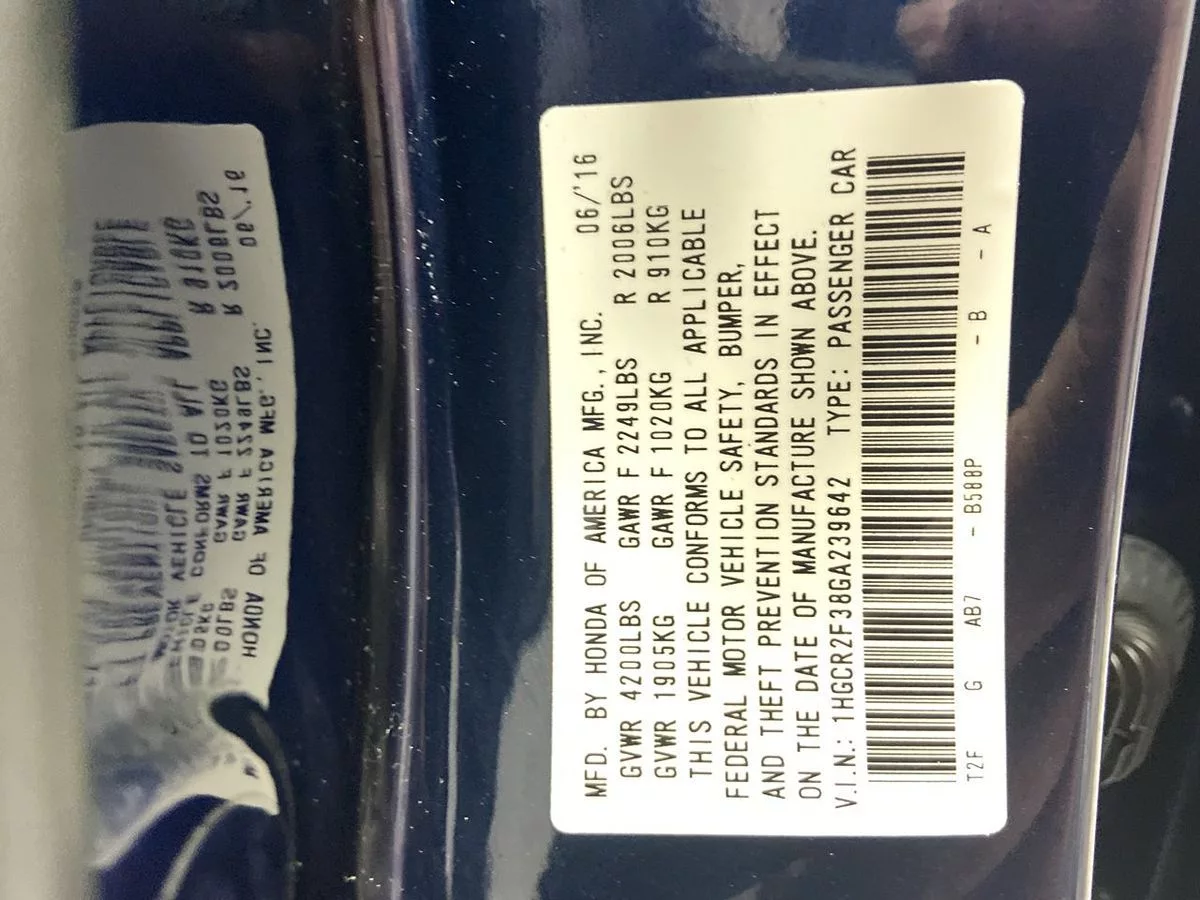 MFD. BY HONDA OF AMERICA MFG., INC. 06/'16
GVWR 4200LBS GAWR F 2249LBS R 2006LBS
GVWR 1905KG GAWR F 1020KG R 910KG
THIS VEHICLE CONFORMS TO ALL APPLICABLE
FEDERAL MOTOR VEHICLE SAFETY, BUMPER,
AND THEFT PREVENTION STANDARDS IN EFFECT
ON THE DATE OF MANUFACTURE SHOWN ABOVE.
V.I.N.: 1HGCR2F38GA239642 TYPE: PASSENGER CAR
T2F G AB7 - B588P - B - A